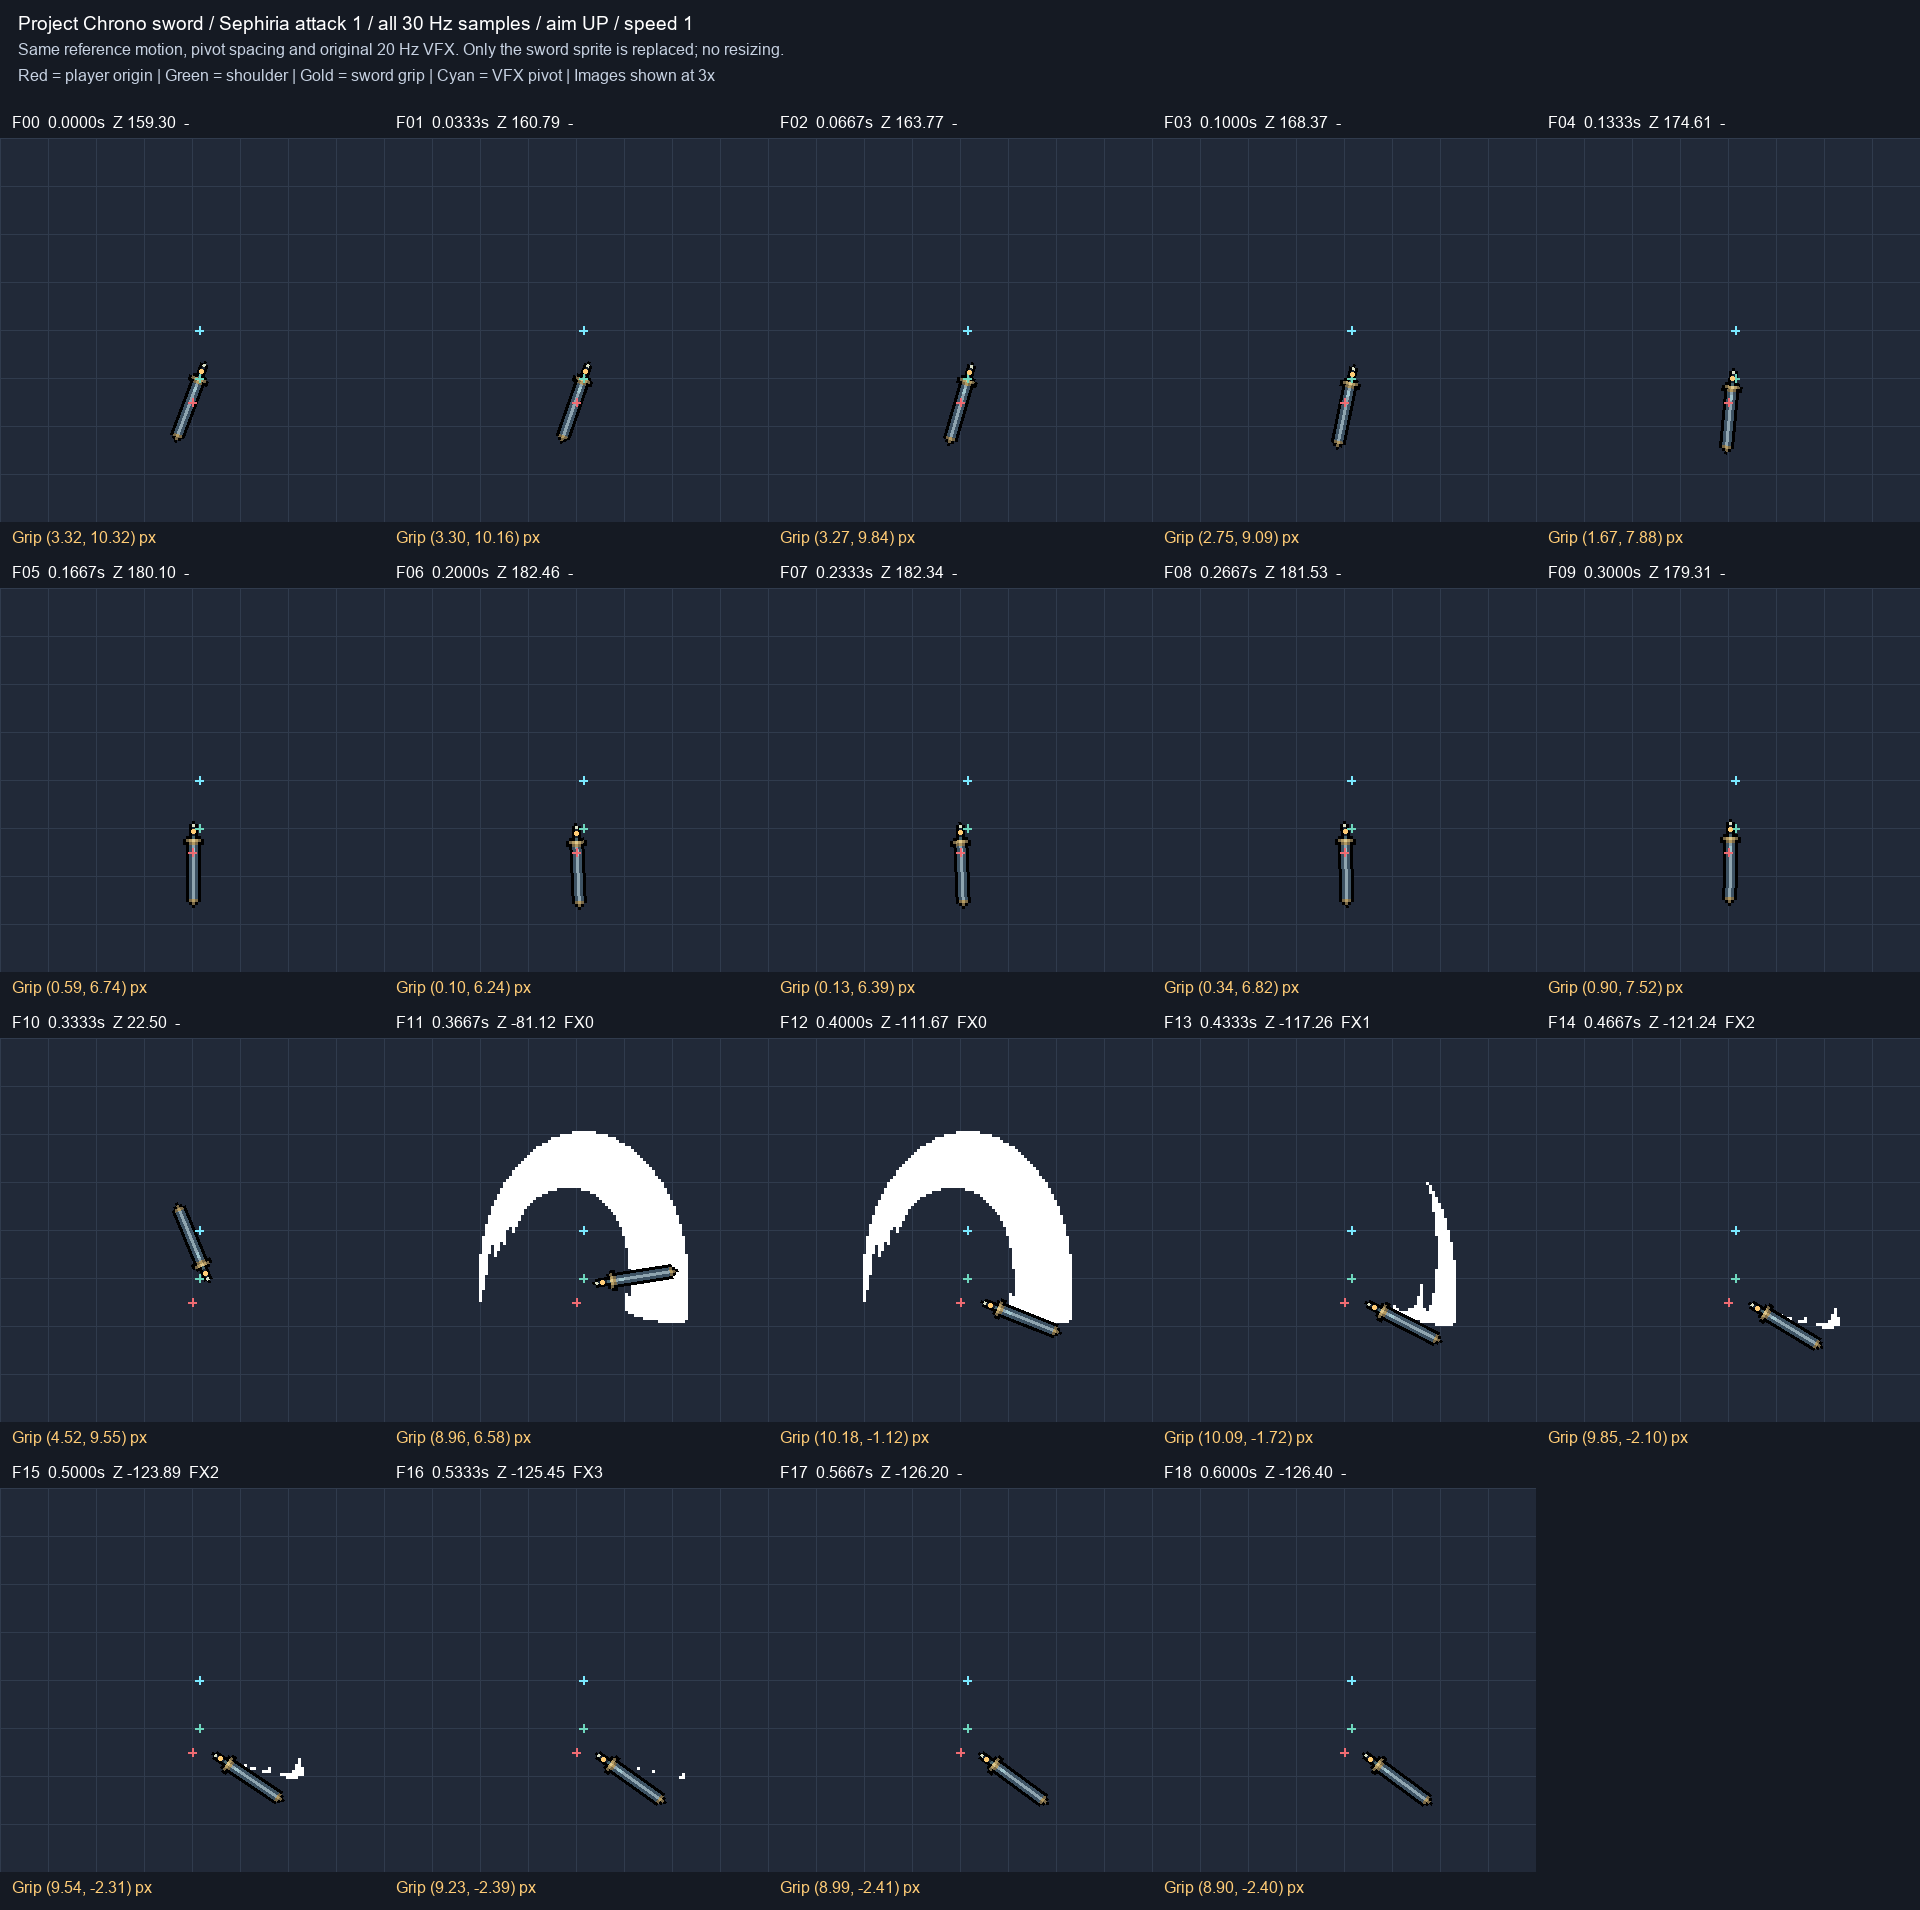 Project Chrono sword / Sephiria attack 1 / all 30 Hz samples / aim UP / speed 1
Same reference motion, pivot spacing and original 20 Hz VFX. Only the sword sprite is replaced; no resizing.
Red = player origin | Green = shoulder | Gold = sword grip | Cyan = VFX pivot | Images shown at 3x
F00 0.0000s Z 159.30 -
F01 0.0333s Z 160.79 -
F02 0.0667s Z 163.77 -
F03 0.1000s Z 168.37 -
F04 0.1333s Z 174.61 -
Grip (3.32, 10.32) px
Grip (3.30, 10.16) px
Grip (3.27, 9.84) px
Grip (2.75, 9.09) px
Grip (1.67, 7.88) px
F05 0.1667s Z 180.10 -
F06 0.2000s Z 182.46 -
F07 0.2333s Z 182.34 -
F08 0.2667s Z 181.53 -
F09 0.3000s Z 179.31 -
Grip (0.59, 6.74) px
Grip (0.10, 6.24) px
Grip (0.13, 6.39) px
Grip (0.34, 6.82) px
Grip (0.90, 7.52) px
F10 0.3333s Z 22.50 -
F11 0.3667s Z -81.12 FX0
F12 0.4000s Z -111.67 FX0
F13 0.4333s Z -117.26 FX1
F14 0.4667s Z -121.24 FX2
Grip (4.52, 9.55) px
Grip (8.96, 6.58) px
Grip (10.18, -1.12) px
Grip (10.09, -1.72) px
Grip (9.85, -2.10) px
F15 0.5000s Z -123.89 FX2
F16 0.5333s Z -125.45 FX3
F17 0.5667s Z -126.20 -
F18 0.6000s Z -126.40 -
Grip (9.54, -2.31) px
Grip (9.23, -2.39) px
Grip (8.99, -2.41) px
Grip (8.90, -2.40) px